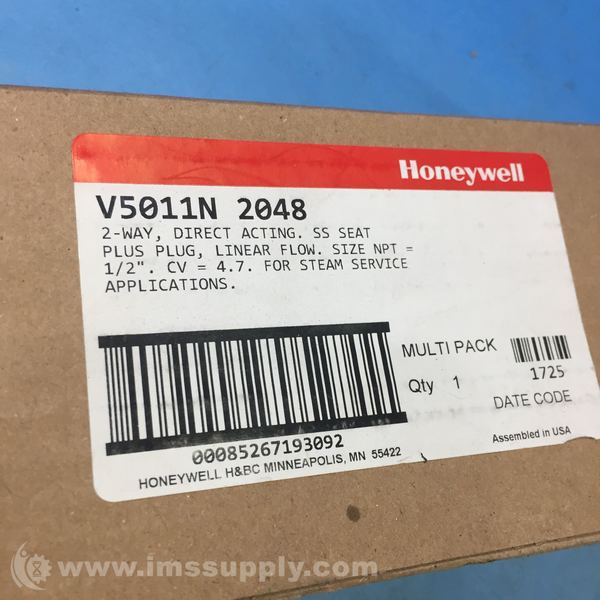 Honeywell
V5011N 2048
2-WAY, DIRECT ACTING. SS SEAT
PLUS PLUG, LINEAR FLOW. SIZE NPT =
1/2". CV = 4.7. FOR STEAM SERVICE
APPLICATIONS.
MULTI PACK
Qty 1
1725
DATE CODE
00085267193092
Assembled in USA
HONEYWELL H&BC MINNEAPOLIS, MN 55422
www.imssupply.com